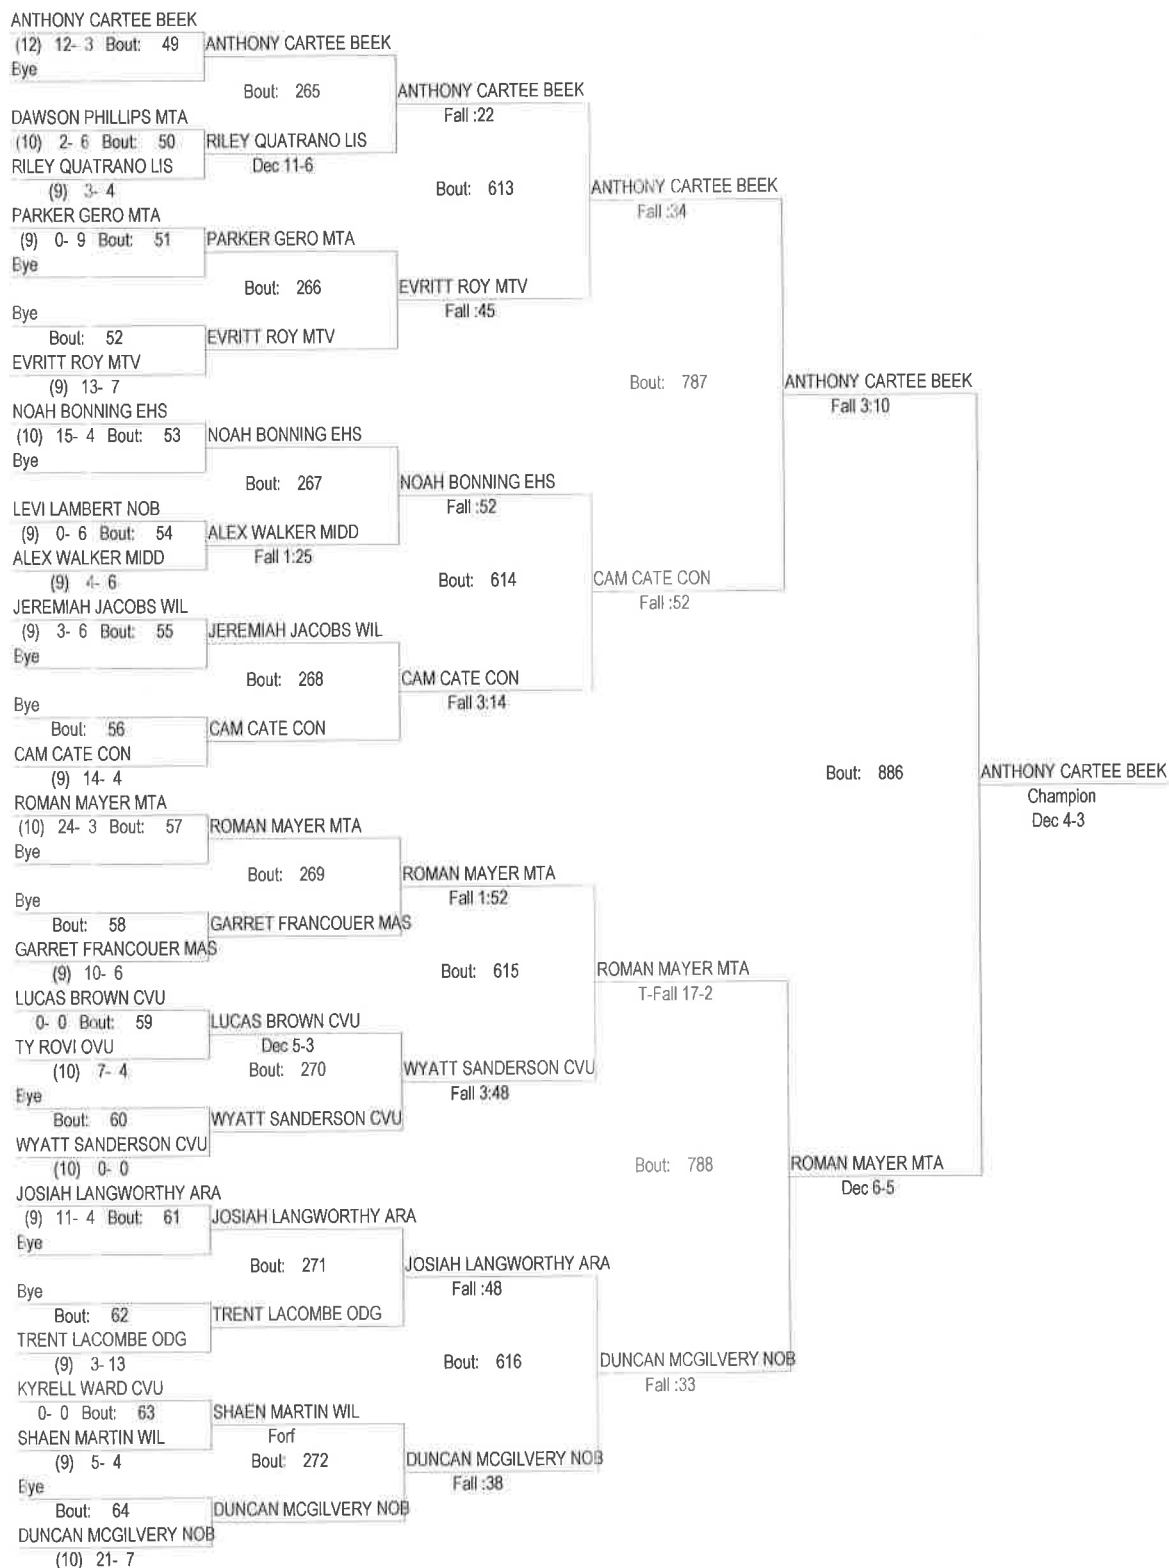 ANTHONY CARTEE BEEK
(12) 12- 3 Bout: 49
Bye
DAWSON PHILLIPS MTA
(10) 2- 6 Bout: 50
RILEY QUATRANO LIS
(9) 3- 4
PARKER GERO MTA
(9) 0- 9 Bout: 51
Bye
Bye
Bout: 52
EVRITT ROY MTV
(9) 13- 7
NOAH BONNING EHS
(10) 15- 4 Bout: 53
Bye
LEVI LAMBERT NOB
(9) 0- 6 Bout: 54
ALEX WALKER MIDD
(9) 4- 6
JEREMIAH JACOBS WIL
(9) 3- 6 Bout: 55
Bye
Bye
Bout: 56
CAM CATE CON
(9) 14- 4
ROMAN MAYER MTA
(10) 24- 3 Bout: 57
Bye
Bye
Bout: 58
GARRET FRANCOUER MAS
(9) 10- 6
LUCAS BROWN CVU
0- 0 Bout: 59
TY ROVI OVU
(10) 7- 4
Bye
Bout: 60
WYATT SANDERSON CVU
(10) 0- 0
JOSIAH LANGWORTHY ARA
(9) 11- 4 Bout: 61
Bye
Bye
Bout: 62
TRENT LACOMBE ODG
(9) 3- 13
KYRELL WARD CVU
0- 0 Bout: 63
SHAEN MARTIN WIL
(9) 5- 4
Bye
Bout: 64
DUNCAN MCGILVERY NOB
(10) 21- 7
ANTHONY CARTEE BEEK
Bout: 265
RILEY QUATRANO LIS
Dec 11-6
PARKER GERO MTA
Bout: 266
EVRITT ROY MTV
NOAH BONNING EHS
Bout: 267
ALEX WALKER MIDD
Fall 1:25
JEREMIAH JACOBS WIL
Bout: 268
CAM CATE CON
ROMAN MAYER MTA
Bout: 269
GARRET FRANCOUER MAS
LUCAS BROWN CVU
Dec 5-3
Bout: 270
WYATT SANDERSON CVU
JOSIAH LANGWORTHY ARA
Bout: 271
TRENT LACOMBE ODG
SHAEN MARTIN WIL
Forf
Bout: 272
DUNCAN MCGILVERY NOB
ANTHONY CARTEE BEEK
Fall :22
Bout: 613
EVRITT ROY MTV
Fall :45
NOAH BONNING EHS
Fall :52
Bout: 614
CAM CATE CON
Fall 3:14
ROMAN MAYER MTA
Fall 1:52
Bout: 615
WYATT SANDERSON CVU
Fall 3:48
JOSIAH LANGWORTHY ARA
Fall :48
Bout: 616
DUNCAN MCGILVERY NOB
Fall :38
ANTHONY CARTEE BEEK
Fall :34
Bout: 787
CAM CATE CON
Fall :52
ROMAN MAYER MTA
T-Fall 17-2
Bout: 788
DUNCAN MCGILVERY NOB
Fall :33
ANTHONY CARTEE BEEK
Fall 3:10
Bout: 886
ROMAN MAYER MTA
Dec 6-5
ANTHONY CARTEE BEEK
Champion
Dec 4-3